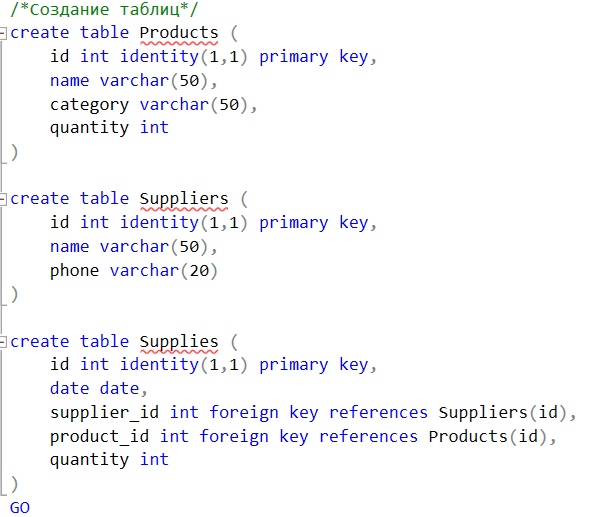 /*Создание таблиц*/
create table Products (
    id int identity(1,1) primary key,
    name varchar(50),
    category varchar(50),
    quantity int
)
create table Suppliers (
    id int identity(1,1) primary key,
    name varchar(50),
    phone varchar(20)
)
create table Supplies (
    id int identity(1,1) primary key,
    date date,
    supplier_id int foreign key references Suppliers(id),
    product_id int foreign key references Products(id),
    quantity int
)
GO